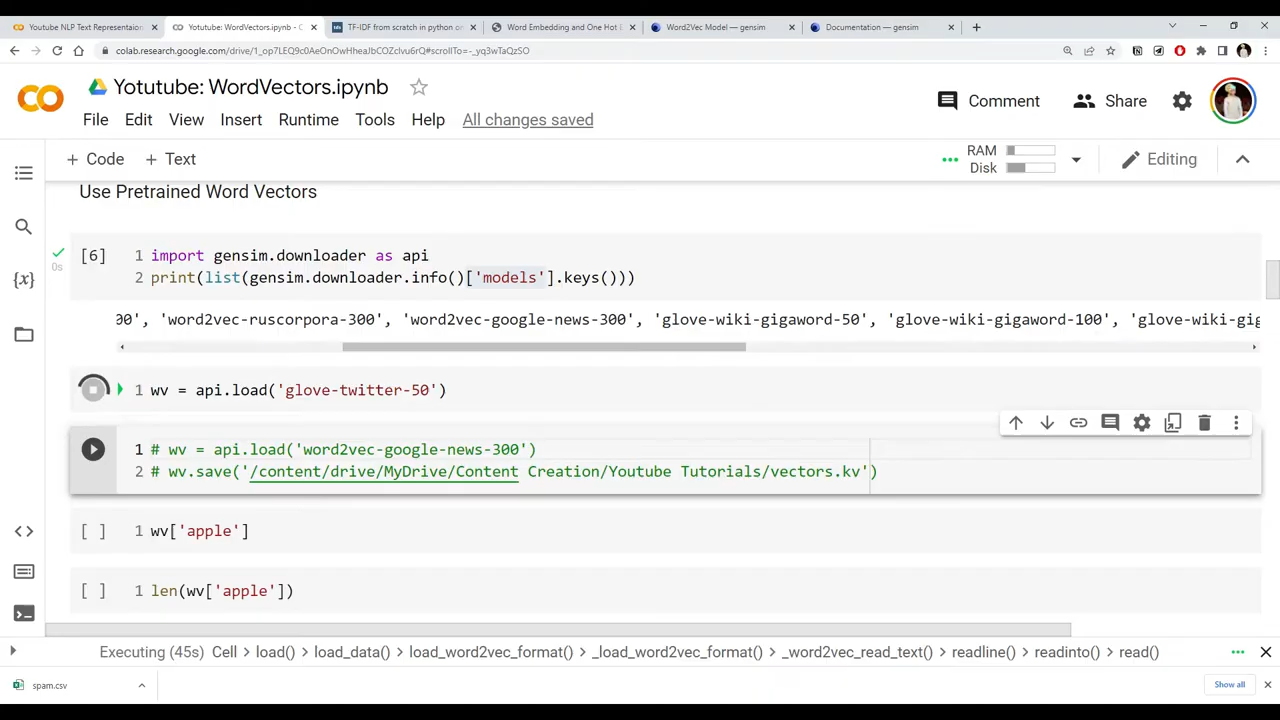 Youtube NLP Text Representaion
Yotutube: WordVectors.ipynb - C
TF-IDF from scratch in python on
Word Embedding and One Hot E
Word2Vec Model — gensim
Documentation — gensim
colab.research.google.com/drive/1_op7LEQ9c0AeOnOwHheaJbCOZcIvu6rQ#scrollTo=-_yq3wTaQzSO
CO Yotutube: WordVectors.ipynb
Comment Share
File Edit View Insert Runtime Tools Help All changes saved
+ Code + Text
RAM
Disk
Editing
Use Pretrained Word Vectors
[6] 1 import gensim.downloader as api
0s 2 print(list(gensim.downloader.info()['models'].keys()))
00', 'word2vec-ruscorpora-300', 'word2vec-google-news-300', 'glove-wiki-gigaword-50', 'glove-wiki-gigaword-100', 'glove-wiki-gig
1 wv = api.load('glove-twitter-50')
1 # wv = api.load('word2vec-google-news-300')
2 # wv.save('/content/drive/MyDrive/Content Creation/Youtube Tutorials/vectors.kv')
[ ] 1 wv['apple']
[ ] 1 len(wv['apple'])
Executing (45s) Cell > load() > load_data() > load_word2vec_format() > _load_word2vec_format() > _word2vec_read_text() > readline() > readinto() > read()
spam.csv
Show all